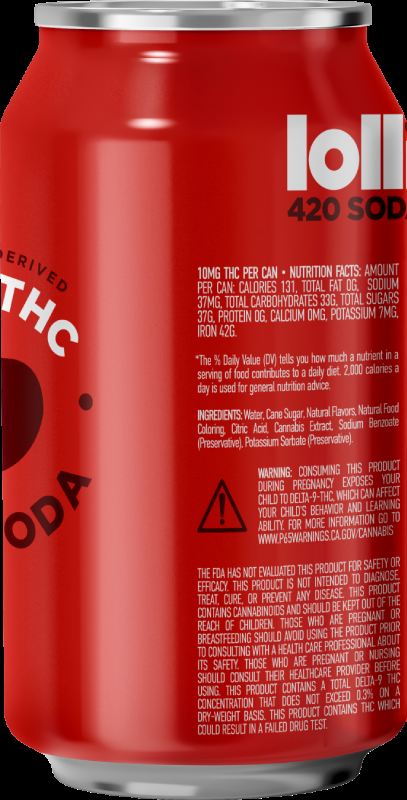 loll
420 SODA
DERIVED
THC
SODA
10MG THC PER CAN • NUTRITION FACTS: AMOUNT
PER CAN: CALORIES 131, TOTAL FAT 0G, SODIUM
37MG, TOTAL CARBOHYDRATES 33G, TOTAL SUGARS
37G, PROTEIN 0G, CALCIUM 0MG, POTASSIUM 7MG,
IRON 42G.
*The % Daily Value (DV) tells you how much a nutrient in a
serving of food contributes to a daily diet. 2,000 calories a
day is used for general nutrition advice.
INGREDIENTS: Water, Cane Sugar, Natural Flavors, Natural Food
Coloring, Citric Acid, Cannabis Extract, Sodium Benzoate
(Preservative), Potassium Sorbate (Preservative).
WARNING: CONSUMING THIS PRODUCT
DURING PREGNANCY EXPOSES YOUR
CHILD TO DELTA-9-THC, WHICH CAN AFFECT
YOUR CHILD'S BEHAVIOR AND LEARNING
ABILITY. FOR MORE INFORMATION GO TO
WWW.P65WARNINGS.CA.GOV/CANNABIS
THE FDA HAS NOT EVALUATED THIS PRODUCT FOR SAFETY OR
EFFICACY. THIS PRODUCT IS NOT INTENDED TO DIAGNOSE,
TREAT, CURE, OR PREVENT ANY DISEASE. THIS PRODUCT
CONTAINS CANNABINOIDS AND SHOULD BE KEPT OUT OF THE
REACH OF CHILDREN. THOSE WHO ARE PREGNANT OR
BREASTFEEDING SHOULD AVOID USING THE PRODUCT PRIOR
TO CONSULTING WITH A HEALTH CARE PROFESSIONAL ABOUT
ITS SAFETY. THOSE WHO ARE PREGNANT OR NURSING
SHOULD CONSULT THEIR HEALTHCARE PROVIDER BEFORE
USING. THIS PRODUCT CONTAINS A TOTAL DELTA-9 THC
CONCENTRATION THAT DOES NOT EXCEED 0.3% ON A
DRY-WEIGHT BASIS. THIS PRODUCT CONTAINS THC WHICH
COULD RESULT IN A FAILED DRUG TEST.